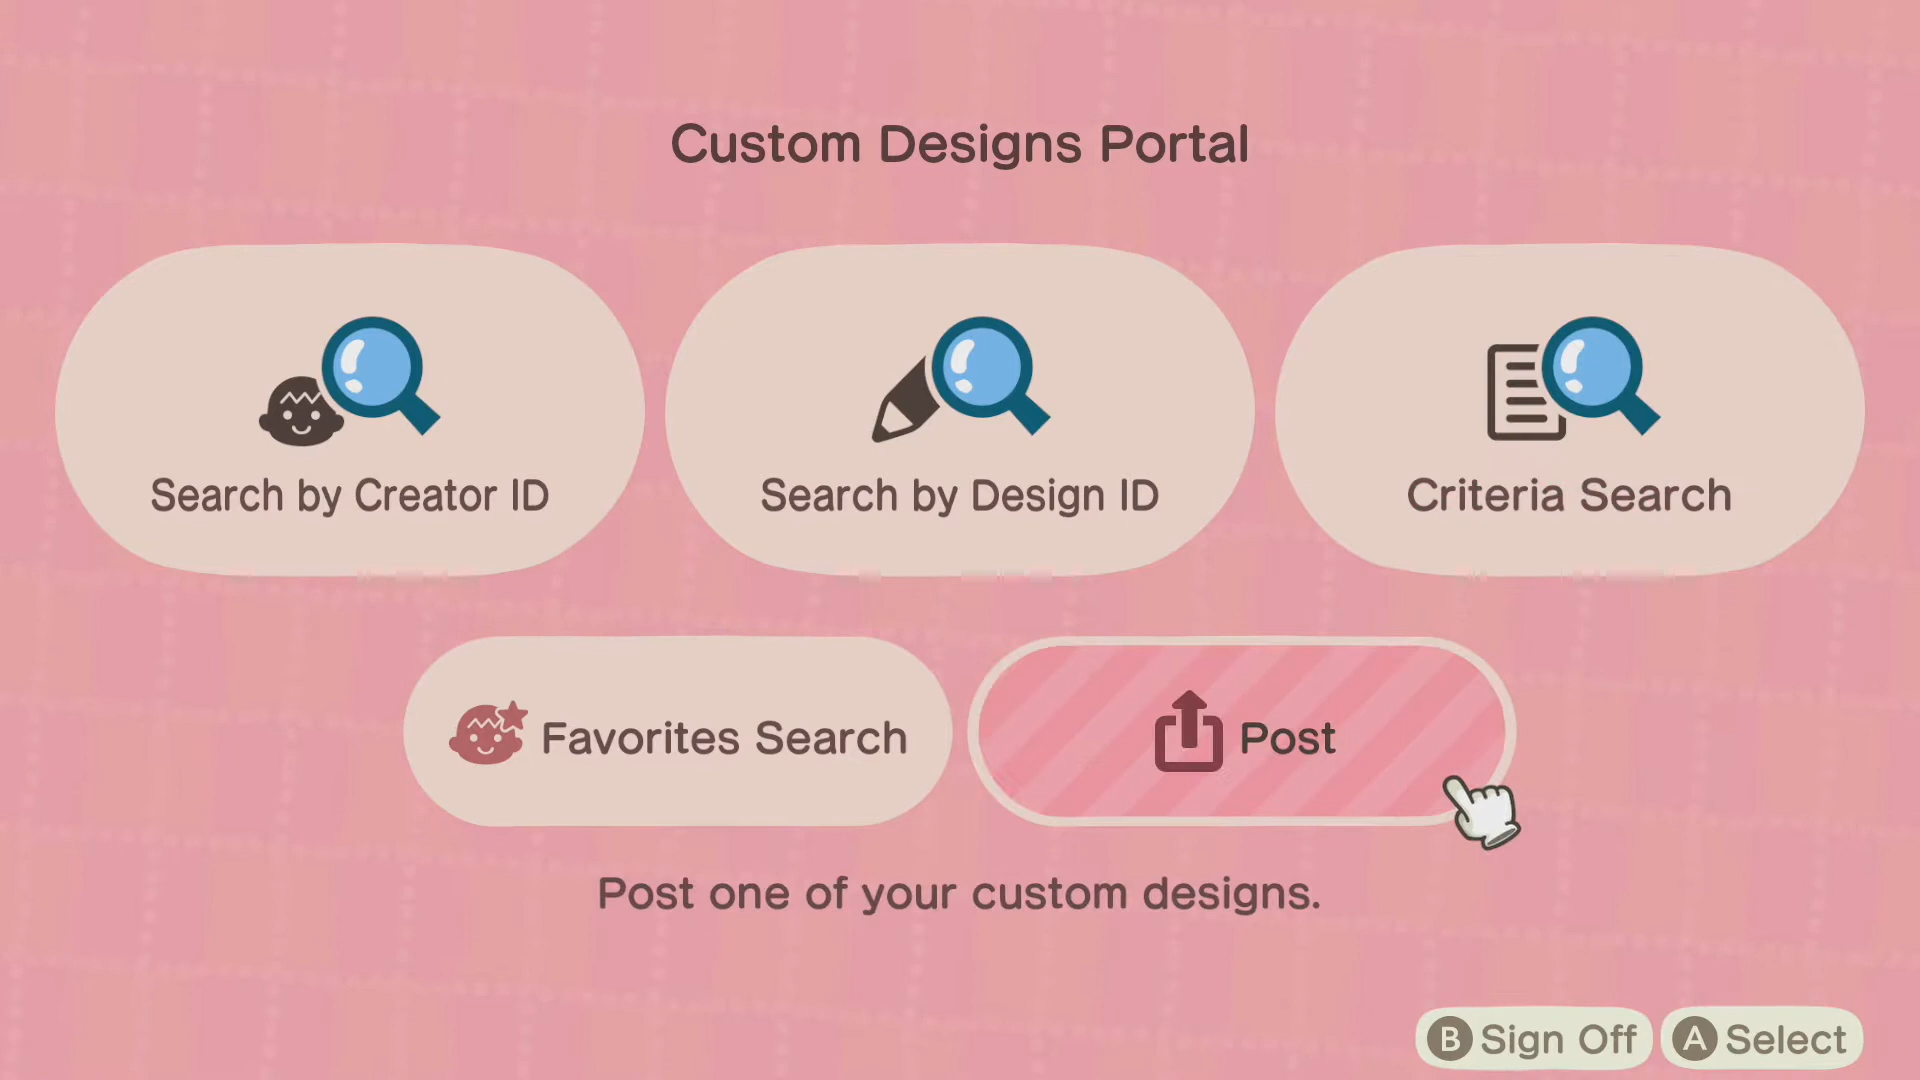 Custom Designs Portal
Search by Creator ID
Search by Design ID
Criteria Search
Favorites Search
Post
Post one of your custom designs.
B Sign Off
A Select